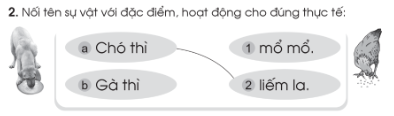 2. Nối tên sự vật với đặc điểm, hoạt động cho đúng thực tế:
a Chó thì 1 mổ mổ.
b Gà thì 2 liếm la.